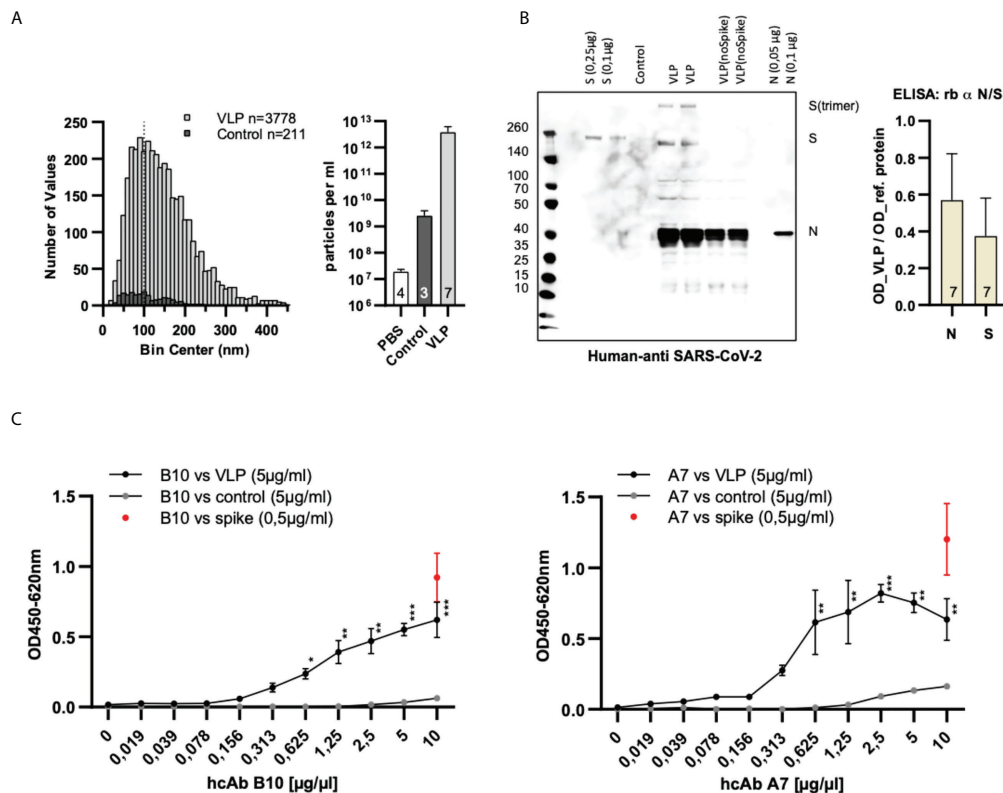 A
VLP n=3778
Control n=211
250
200
150
100
50
0
Number of Values
0 100 200 300 400
Bin Center (nm)
particles per ml
10^13
10^12
10^11
10^10
10^9
10^8
10^7
10^6
4 3 7
PBS
Control
VLP
B
S (0,25µg)
S (0,1µg)
Control
VLP
VLP
VLP(noSpike)
VLP(noSpike)
N (0,05 µg)
N (0,1 µg)
260
140
100
70
50
40
35
25
15
10
S(trimer)
S
N
Human-anti SARS-CoV-2
ELISA: rb α N/S
OD_VLP / OD_ref. protein
1.0
0.8
0.6
0.4
0.2
0.0
7 7
N S
C
B10 vs VLP (5µg/ml)
B10 vs control (5µg/ml)
B10 vs spike (0,5µg/ml)
OD450-620nm
1.5
1.0
0.5
0.0
* ** ** *** ***
0 0,019 0,039 0,078 0,156 0,313 0,625 1,25 2,5 5 10
hcAb B10 [µg/µl]
A7 vs VLP (5µg/ml)
A7 vs control (5µg/ml)
A7 vs spike (0,5µg/ml)
OD450-620nm
1.5
1.0
0.5
0.0
** ** *** ** **
0 0,019 0,039 0,078 0,156 0,313 0,625 1,25 2,5 5 10
hcAb A7 [µg/µl]